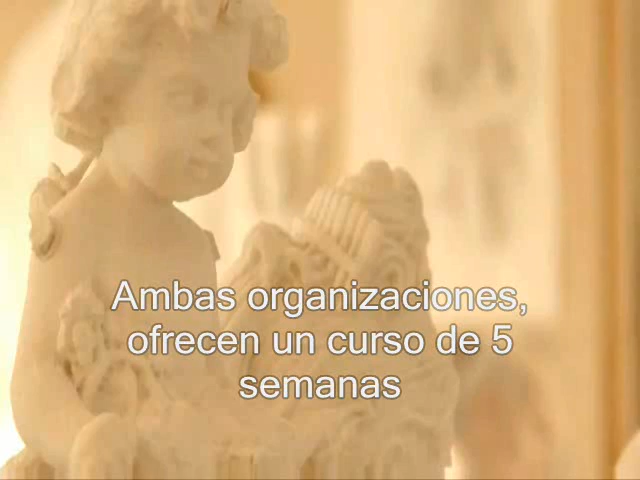 Ambas organizaciones,
ofrecen un curso de 5
semanas